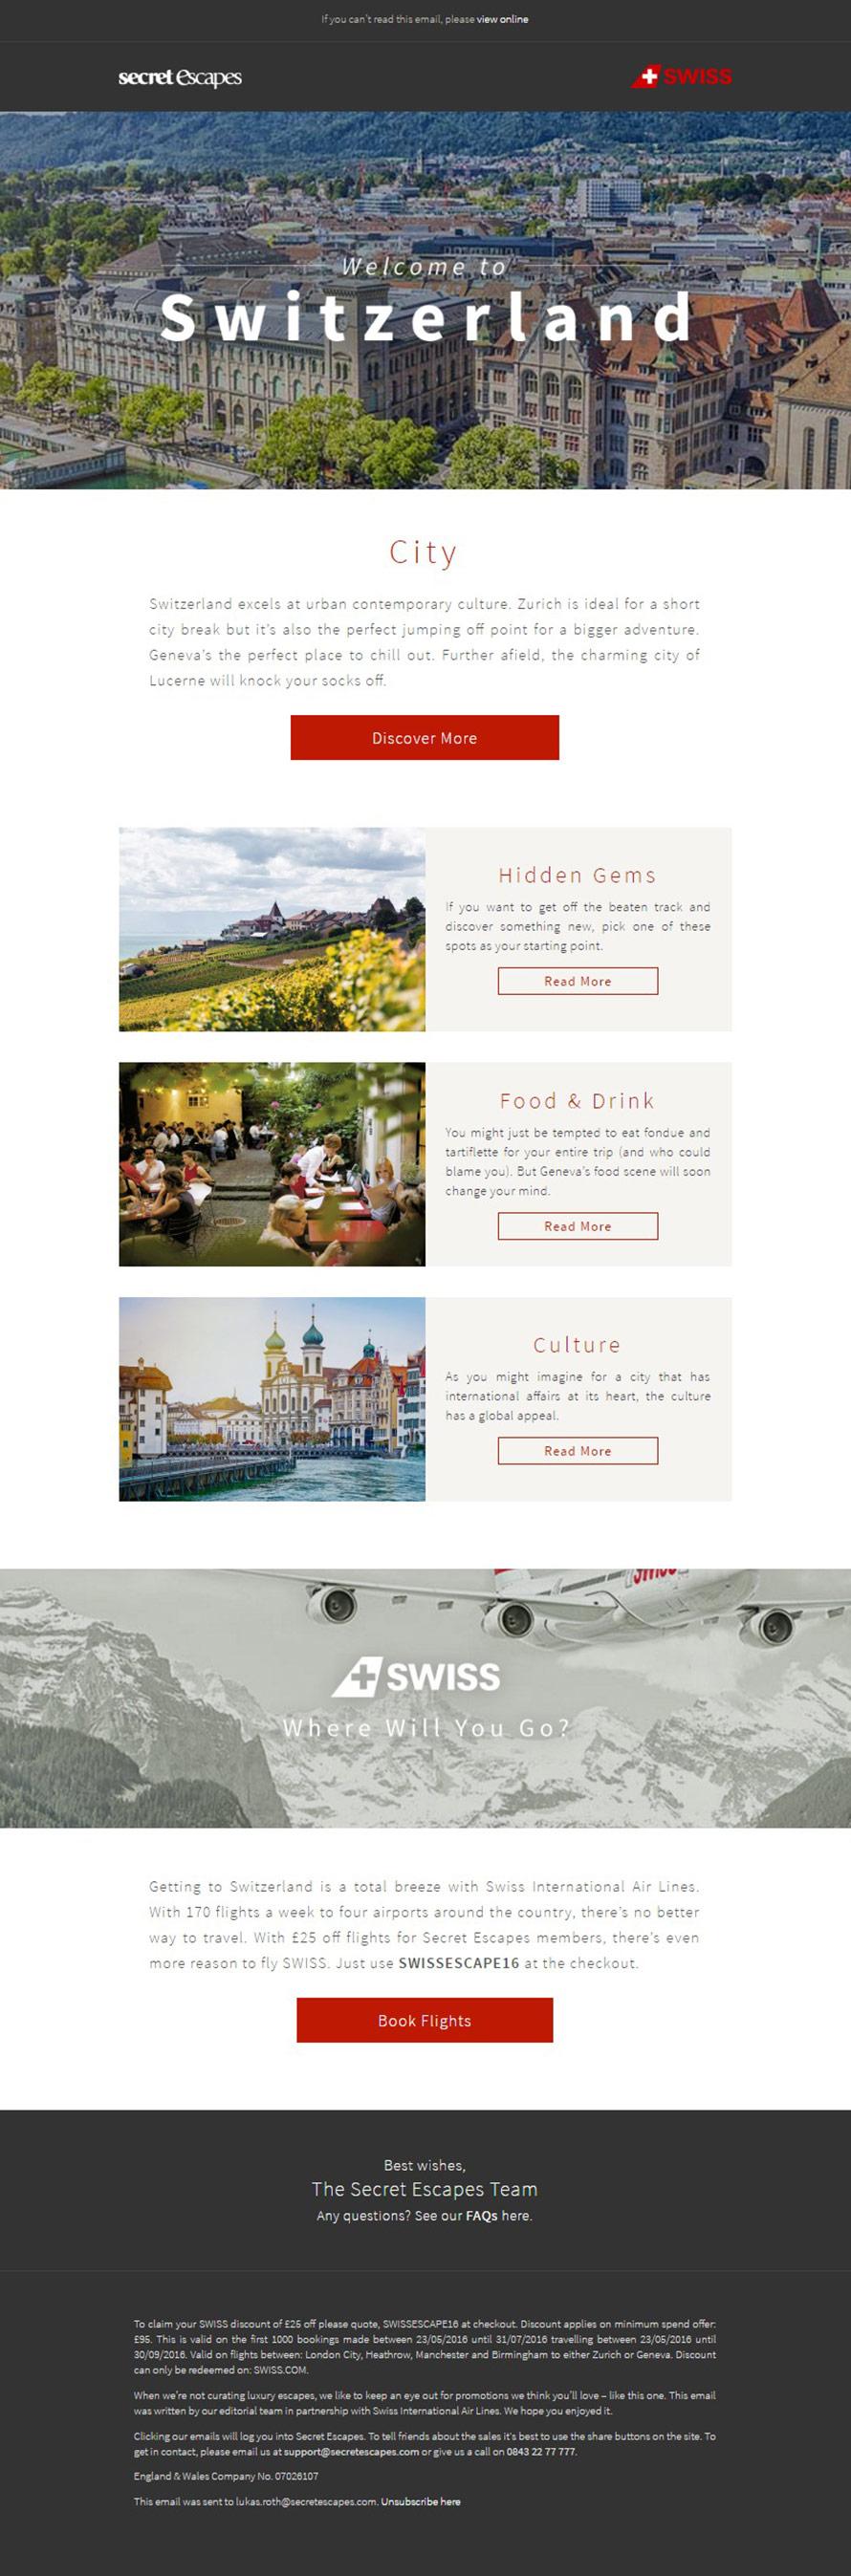 If you can't read this email, please view online
secret escapes
SWISS
Welcome to
Switzerland
City
Switzerland excels at urban contemporary culture. Zurich is ideal for a short
city break but it's also the perfect jumping off point for a bigger adventure.
Geneva's the perfect place to chill out. Further afield, the charming city of
Lucerne will knock your socks off.
Discover More
Hidden Gems
If you want to get off the beaten track and
discover something new, pick one of these
spots as your starting point.
Read More
Food & Drink
You might just be tempted to eat fondue and
tartiflette for your entire trip (and who could
blame you). But Geneva's food scene will soon
change your mind.
Read More
Culture
As you might imagine for a city that has
international affairs at its heart, the culture
has a global appeal.
Read More
SWISS
Where Will You Go?
Getting to Switzerland is a total breeze with Swiss International Air Lines.
With 170 flights a week to four airports around the country, there's no better
way to travel. With £25 off flights for Secret Escapes members, there's even
more reason to fly SWISS. Just use SWISSESCAPE16 at the checkout.
Book Flights
Best wishes,
The Secret Escapes Team
Any questions? See our FAQs here.
To claim your SWISS discount of £25 off please quote, SWISSESCAPE16 at checkout. Discount applies on minimum spend offer:
£95. This is valid on the first 1000 bookings made between 23/05/2016 until 31/07/2016 travelling between 23/05/2016 until
30/09/2016. Valid on flights between: London City, Heathrow, Manchester and Birmingham to either Zurich or Geneva. Discount
can only be redeemed on: SWISS.COM.
When we're not curating luxury escapes, we like to keep an eye out for promotions we think you'll love – like this one. This email
was written by our editorial team in partnership with Swiss International Air Lines. We hope you enjoyed it.
Clicking our emails will log you into Secret Escapes. To tell friends about the sales it's best to use the share buttons on the site. To
get in contact, please email us at support@secretescapes.com or give us a call on 0843 22 77 777.
England & Wales Company No. 07026107
This email was sent to lukas.roth@secretescapes.com. Unsubscribe here